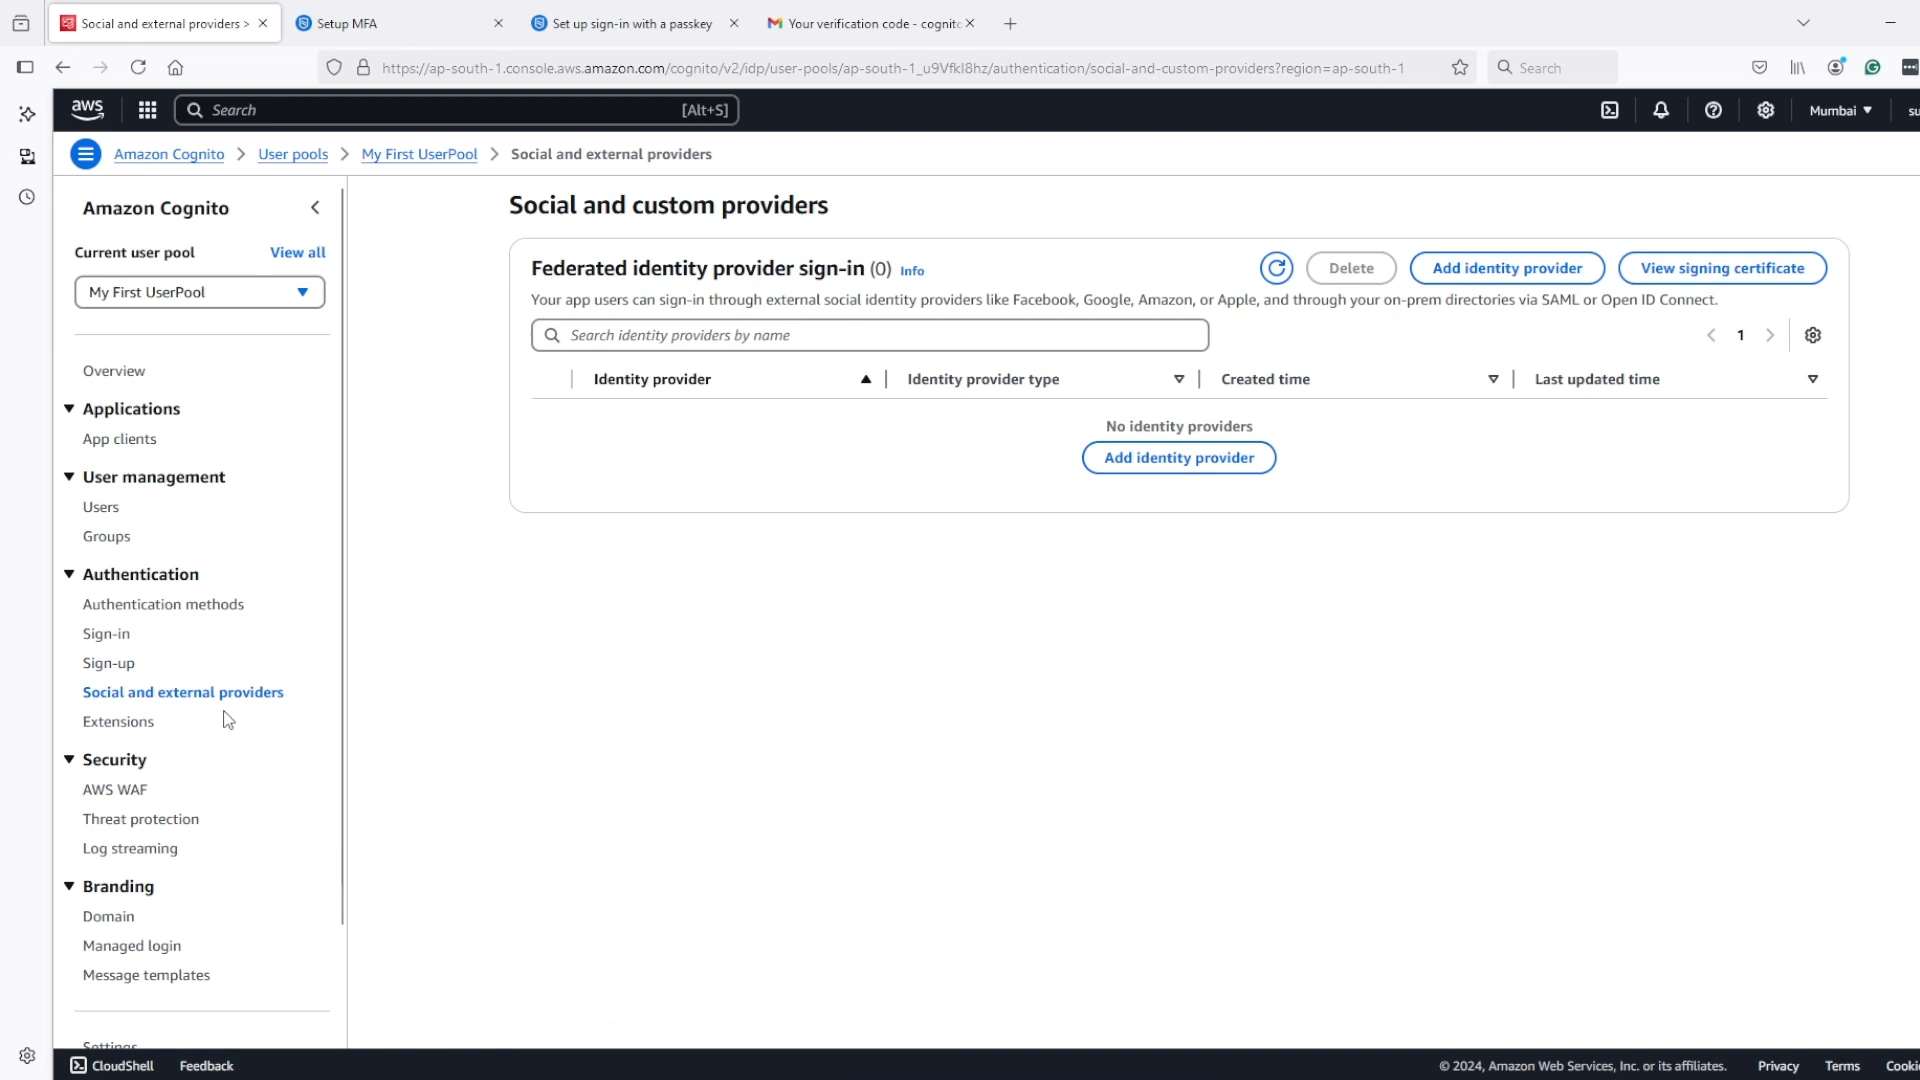 Social and external providers >
Setup MFA
Set up sign-in with a passkey
Your verification code - cognito
https://ap-south-1.console.aws.amazon.com/cognito/v2/idp/user-pools/ap-south-1_u9Vfkl8hz/authentication/social-and-custom-providers?region=ap-south-1
Search
aws
Search
[Alt+S]
Mumbai
su
Amazon Cognito
User pools
My First UserPool
Social and external providers
Amazon Cognito
Current user pool
View all
My First UserPool
Overview
Applications
App clients
User management
Users
Groups
Authentication
Authentication methods
Sign-in
Sign-up
Social and external providers
Extensions
Security
AWS WAF
Threat protection
Log streaming
Branding
Domain
Managed login
Message templates
Settings
Social and custom providers
Federated identity provider sign-in (0) Info
Delete
Add identity provider
View signing certificate
Your app users can sign-in through external social identity providers like Facebook, Google, Amazon, or Apple, and through your on-prem directories via SAML or Open ID Connect.
Search identity providers by name
1
Identity provider
Identity provider type
Created time
Last updated time
No identity providers
Add identity provider
CloudShell
Feedback
© 2024, Amazon Web Services, Inc. or its affiliates.
Privacy
Terms
Cooki